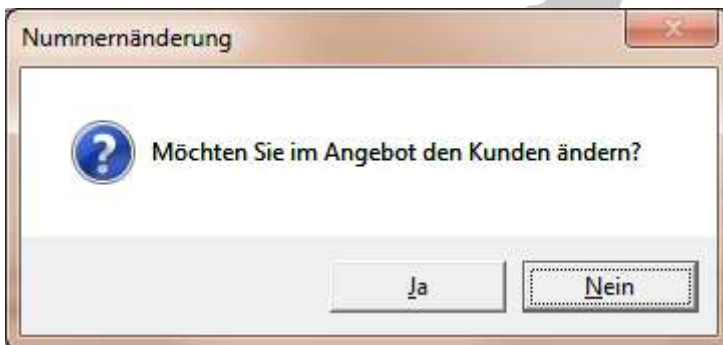 Nummernänderung
Möchten Sie im Angebot den Kunden ändern?
Ja
Nein